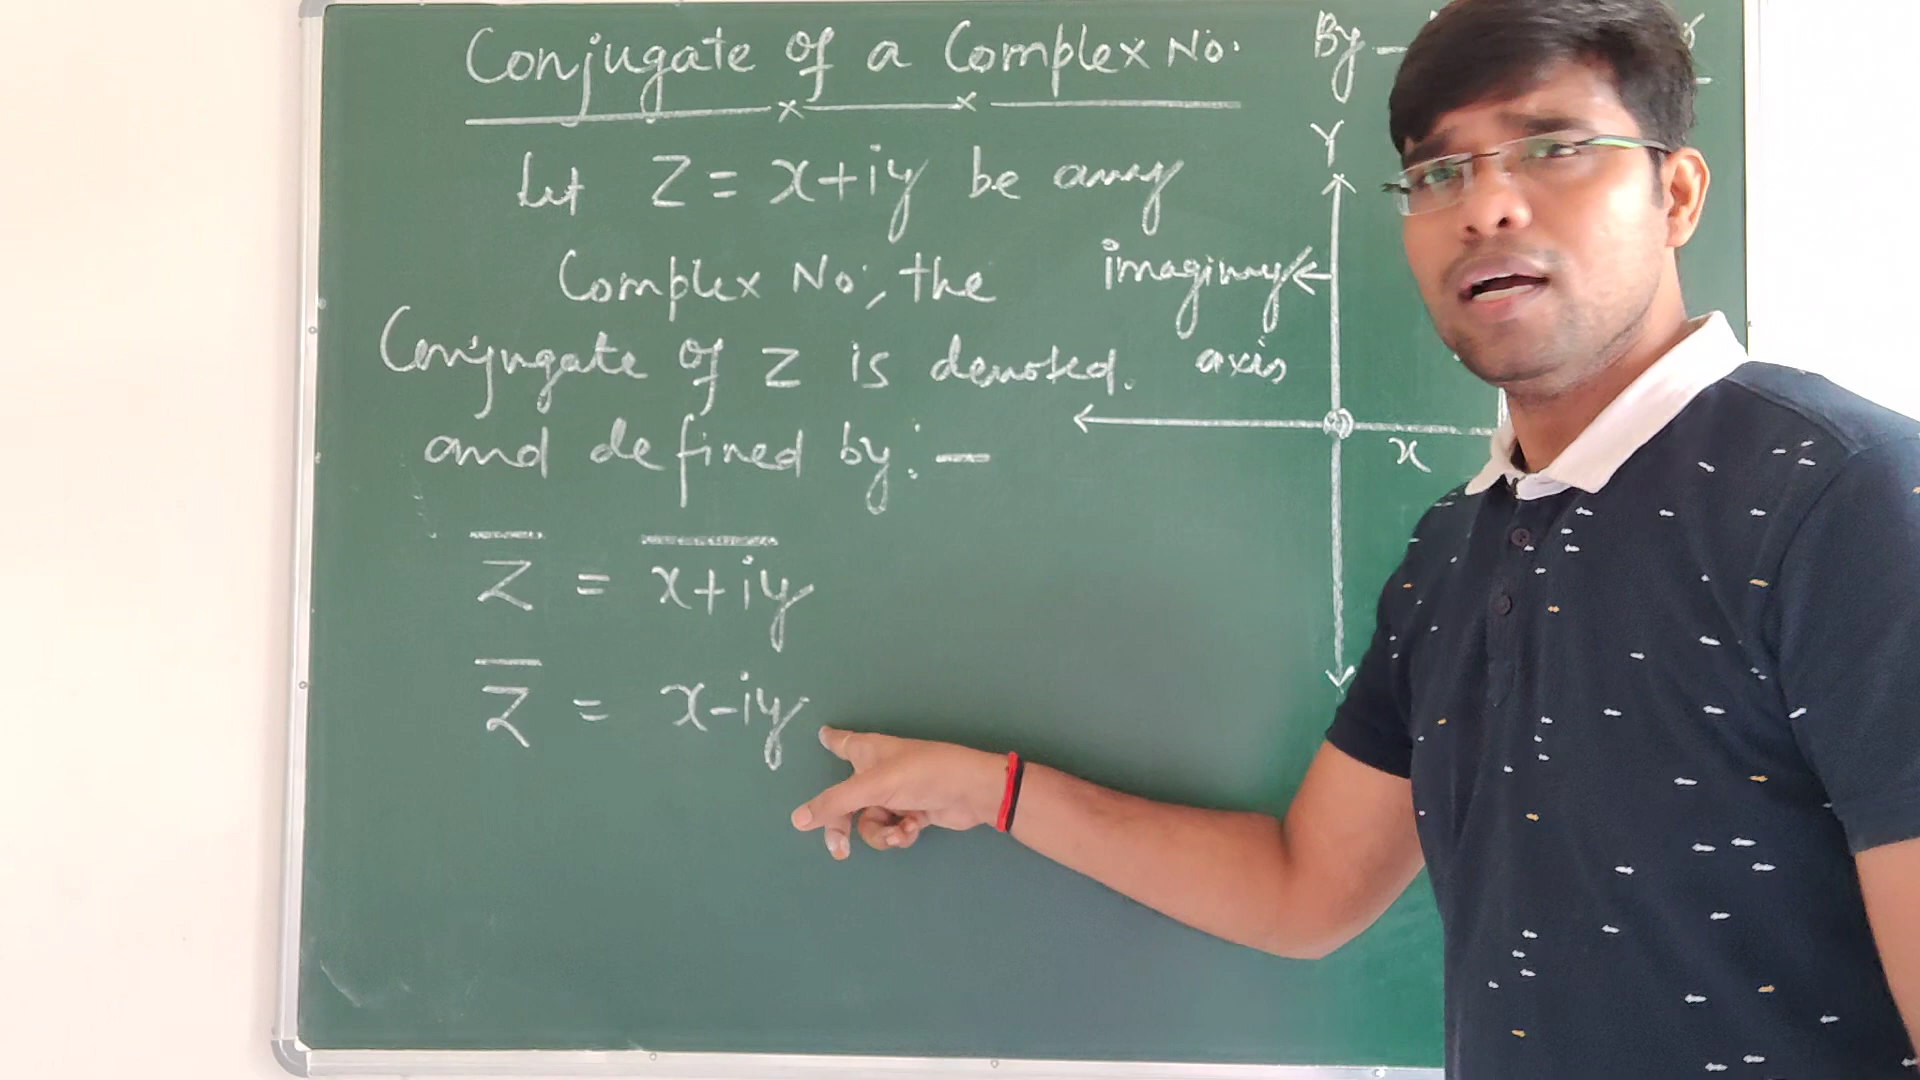 Conjugate of a Complex No.
By -
Let Z = x+iy be any
Complex No., the
Conjugate of z is denoted.
and defined by:-
Z̅ = x+iy̅
Z̅ = x-iy
Y
imaginary
axis
x